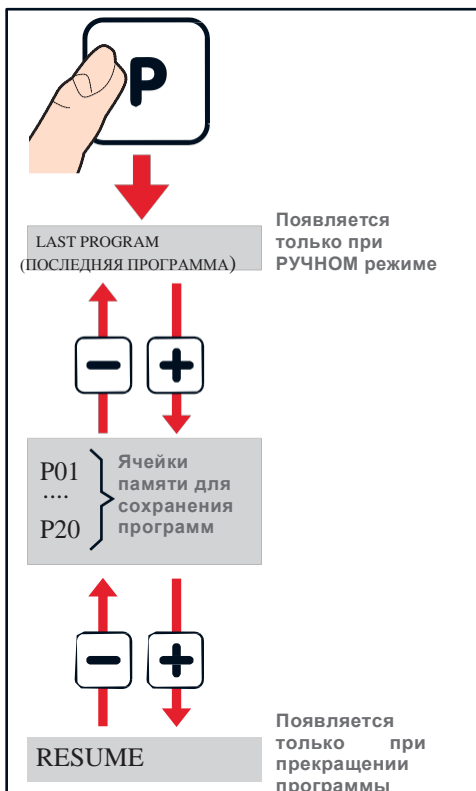 P
LAST PROGRAM
(ПОСЛЕДНЯЯ ПРОГРАММА)
Появляется
только при
РУЧНОМ режиме
P01
....
P20
Ячейки
памяти для
сохранения
программ
RESUME
Появляется
только при
прекращении
программы